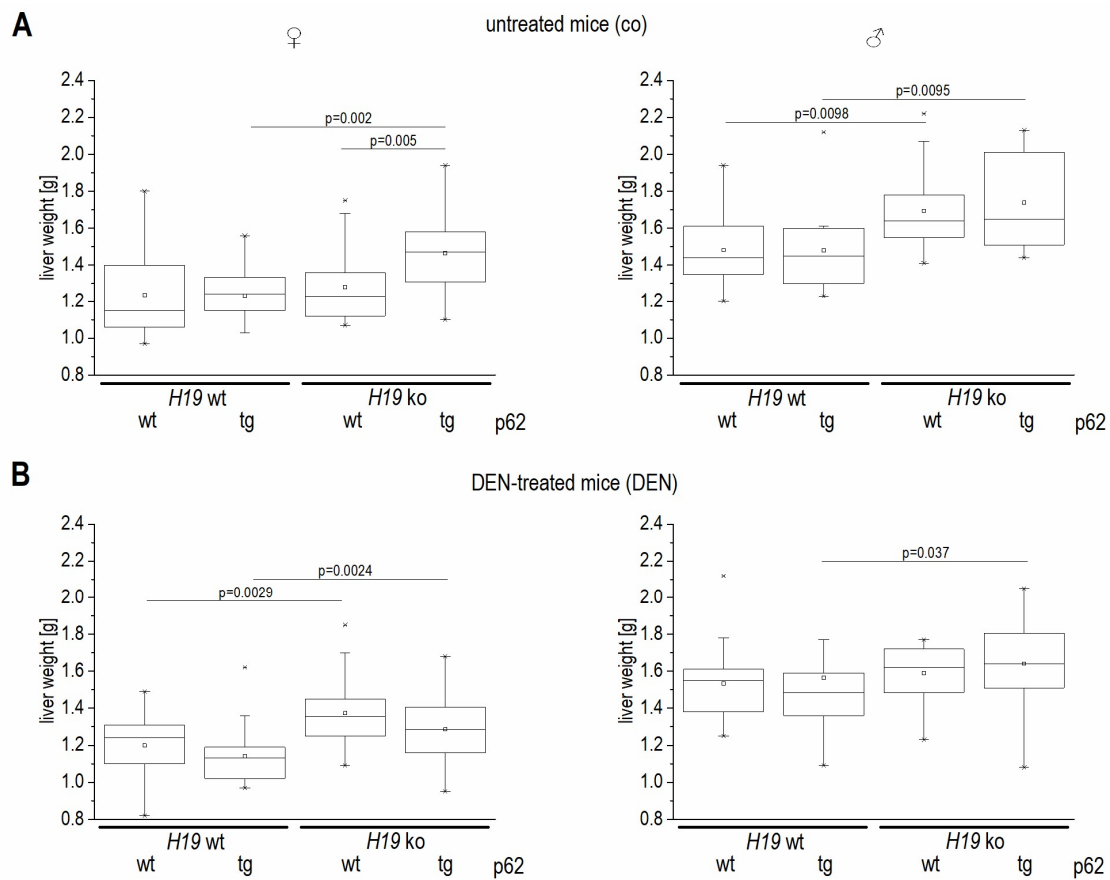 A
untreated mice (co)
♀
♂
2.4
2.2
2.0
1.8
1.6
1.4
1.2
1.0
0.8
liver weight [g]
p=0.002
p=0.005
H19 wt
H19 ko
wt
tg
wt
tg
p62
2.4
2.2
2.0
1.8
1.6
1.4
1.2
1.0
0.8
liver weight [g]
p=0.0095
p=0.0098
H19 wt
H19 ko
wt
tg
wt
tg
p62
B
DEN-treated mice (DEN)
2.4
2.2
2.0
1.8
1.6
1.4
1.2
1.0
0.8
liver weight [g]
p=0.0024
p=0.0029
H19 wt
H19 ko
wt
tg
wt
tg
p62
2.4
2.2
2.0
1.8
1.6
1.4
1.2
1.0
0.8
liver weight [g]
p=0.037
H19 wt
H19 ko
wt
tg
wt
tg
p62